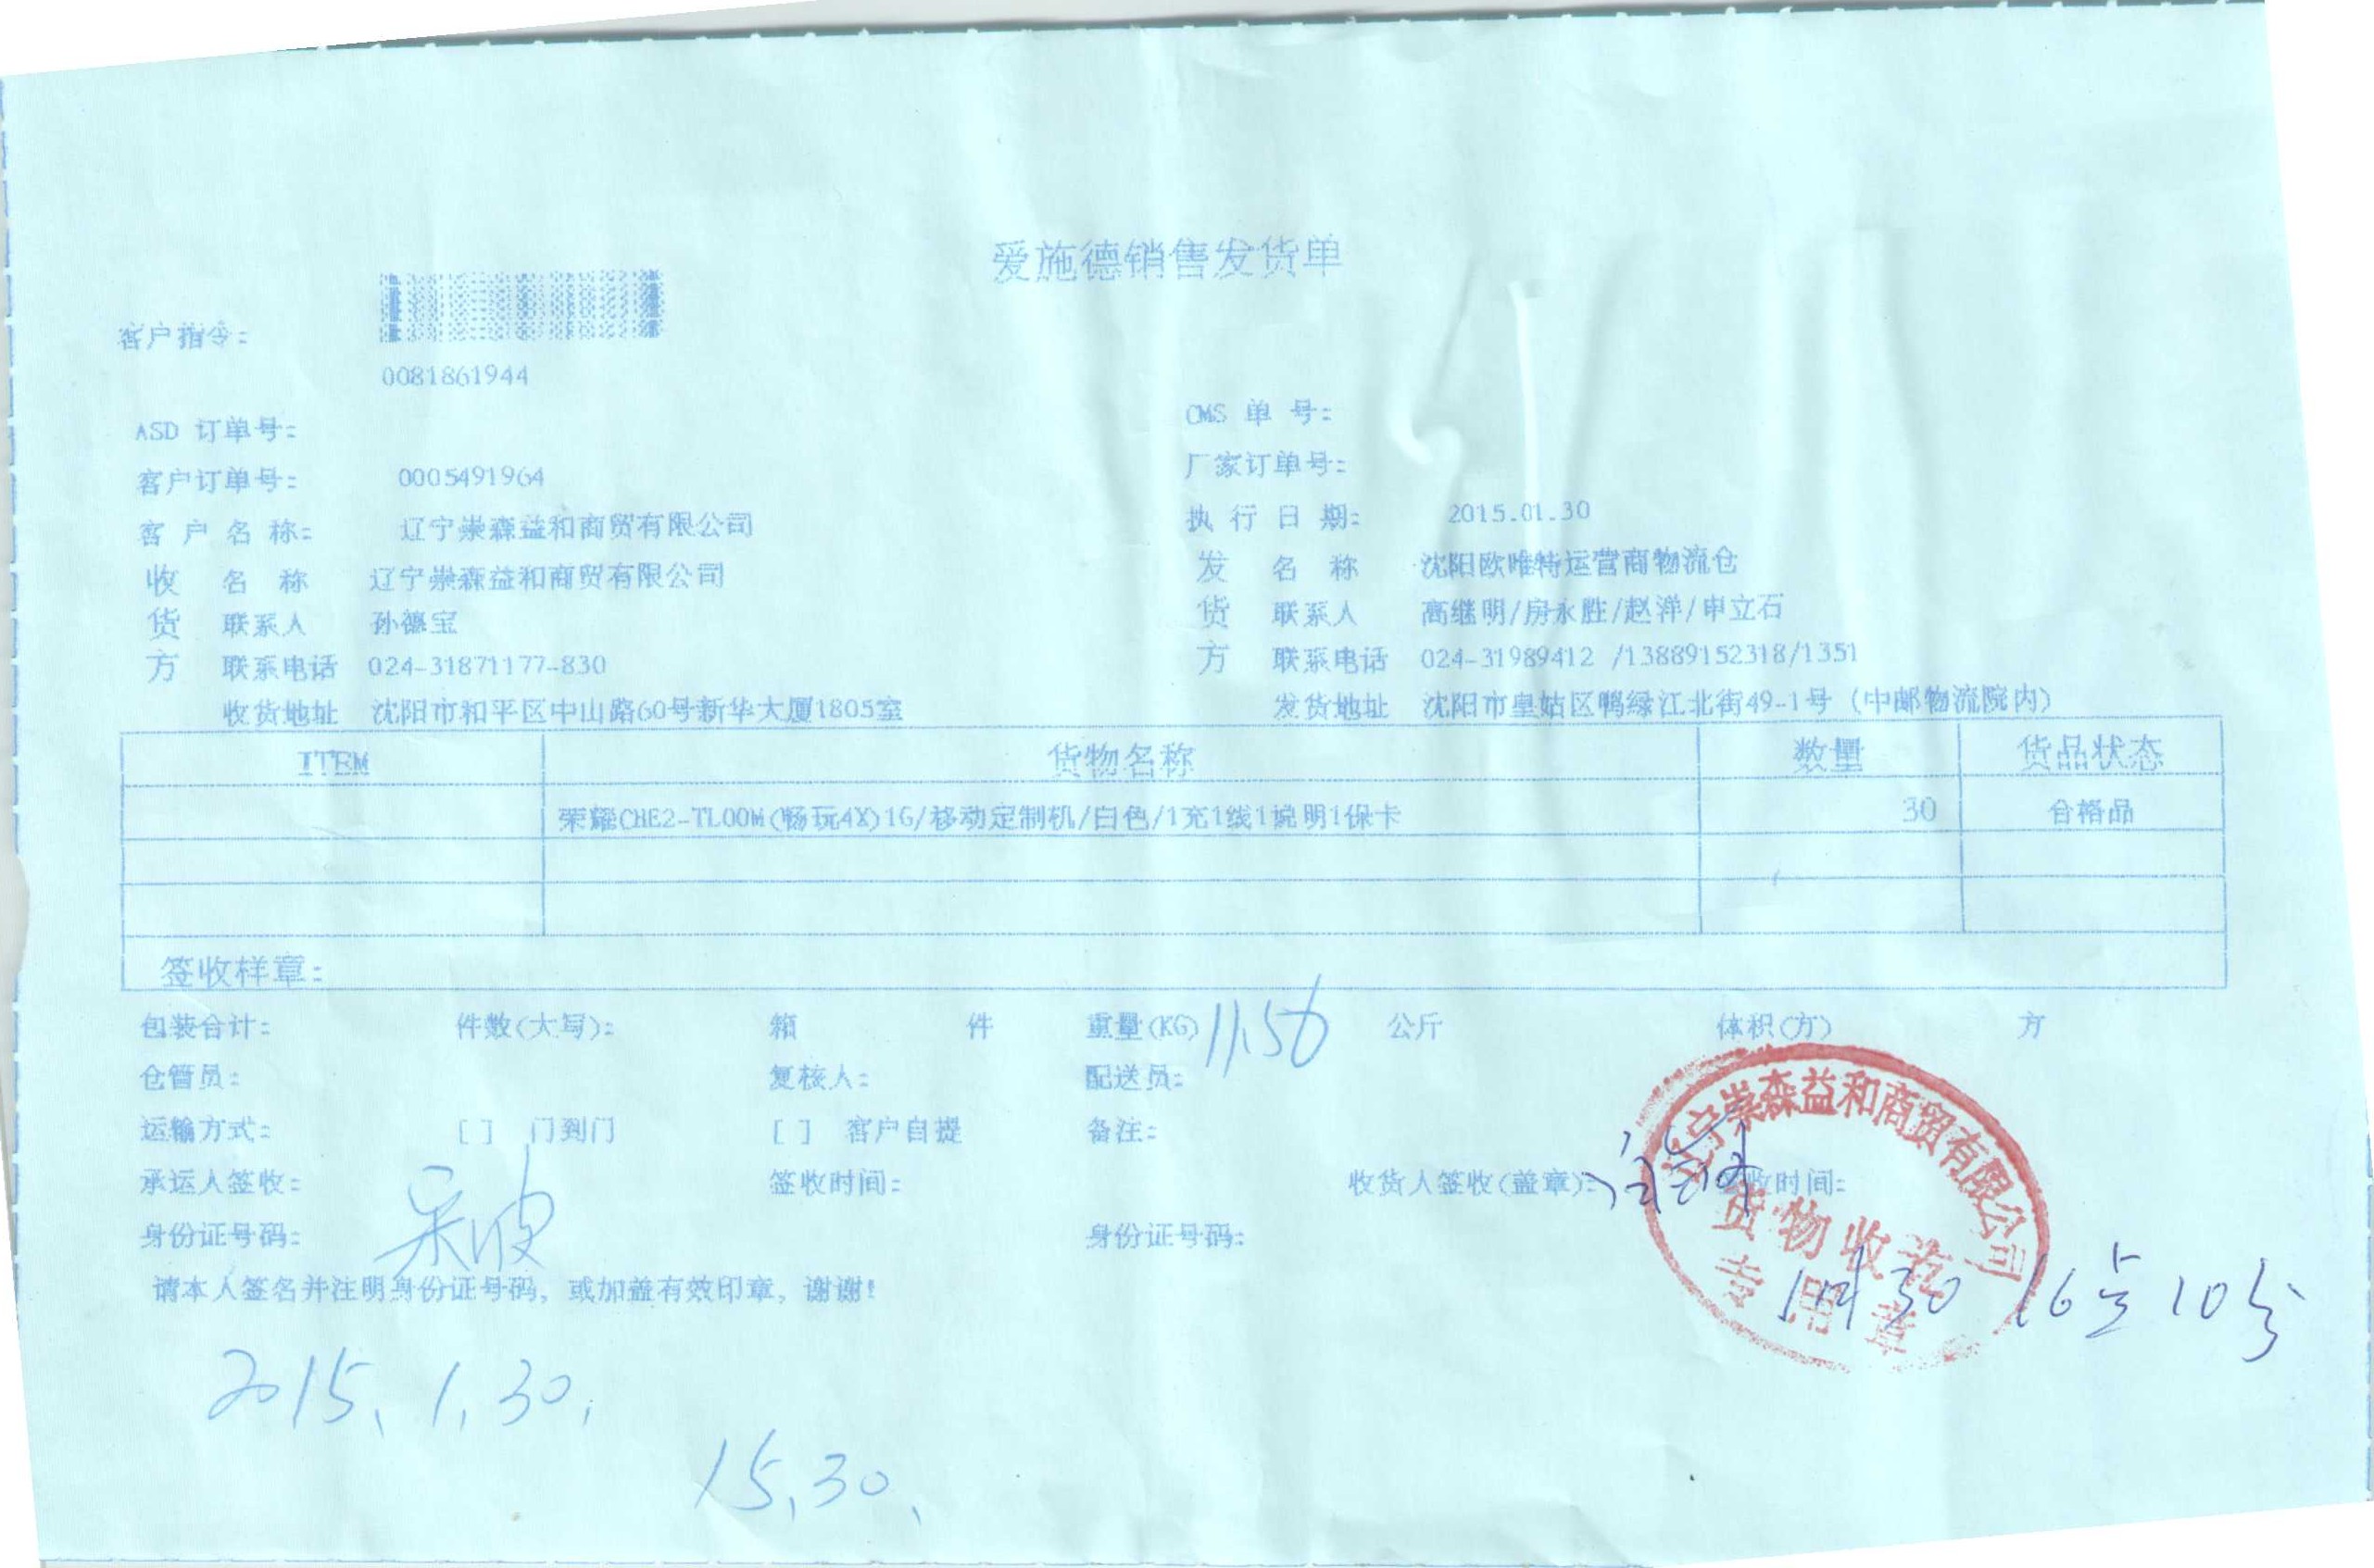 爱施德销售发货单
客户指令:
0081861944
ASD 订单号: CMS 单 号:
客户订单号: 0005491964 厂家订单号:
客 户 名 称: 辽宁崇森益和商贸有限公司 执 行 日 期: 2015.01.30
收 名 称 辽宁崇森益和商贸有限公司 发 名 称 沈阳欧唯特运营商物流仓
货 联系人 孙德宝 货 联系人 高继明/房永胜/赵洋/申立石
方 联系电话 024-31871177-830 方 联系电话 024-31989412 /13889152318/1351
收货地址 沈阳市和平区中山路60号新华大厦1805室 发货地址 沈阳市皇姑区鸭绿江北街49-1号 (中邮物流院内)
ITEM 货物名称 数量 货品状态
荣耀CHE2-TL00M(畅玩4X)1G/移动定制机/白色/1充1线1说明1保卡 30 合格品
签收样章:
包装合计: 件数(大写): 箱 件 重量(KG) 11.56 公斤 体积(方) 方
仓管员: 复核人: 配送员:
运输方式: [ ] 门到门 [ ] 客户自提 备注:
承运人签收: 签收时间: 收货人签收(盖章): 签收时间:
身份证号码: 身份证号码:
请本人签名并注明身份证号码, 或加盖有效印章, 谢谢!
辽宁崇森益和商贸有限公司
货物收讫
专用章
1月30 16点10分
2015、1、30、
15、30、